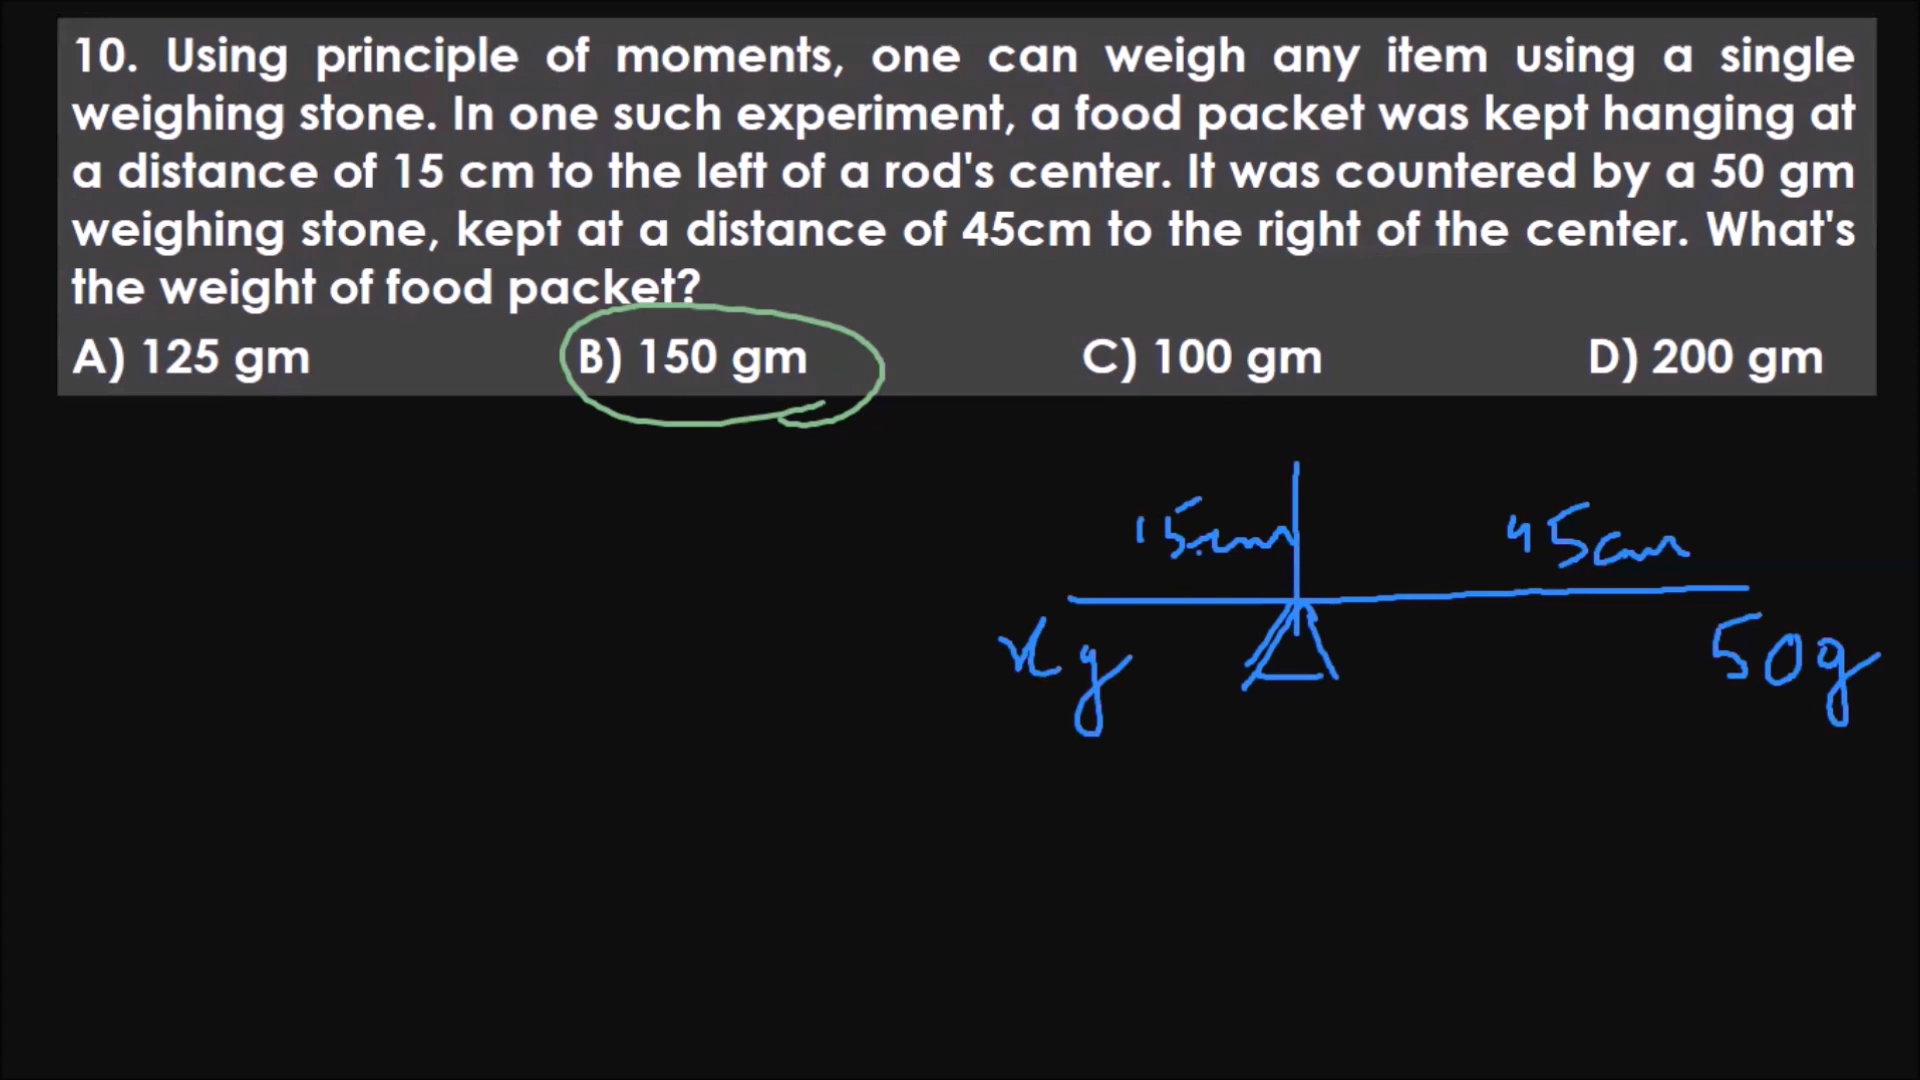 10. Using principle of moments, one can weigh any item using a single
weighing stone. In one such experiment, a food packet was kept hanging at
a distance of 15 cm to the left of a rod's center. It was countered by a 50 gm
weighing stone, kept at a distance of 45cm to the right of the center. What's
the weight of food packet?
A) 125 gm B) 150 gm C) 100 gm D) 200 gm
15cm 45cm
xg 50g